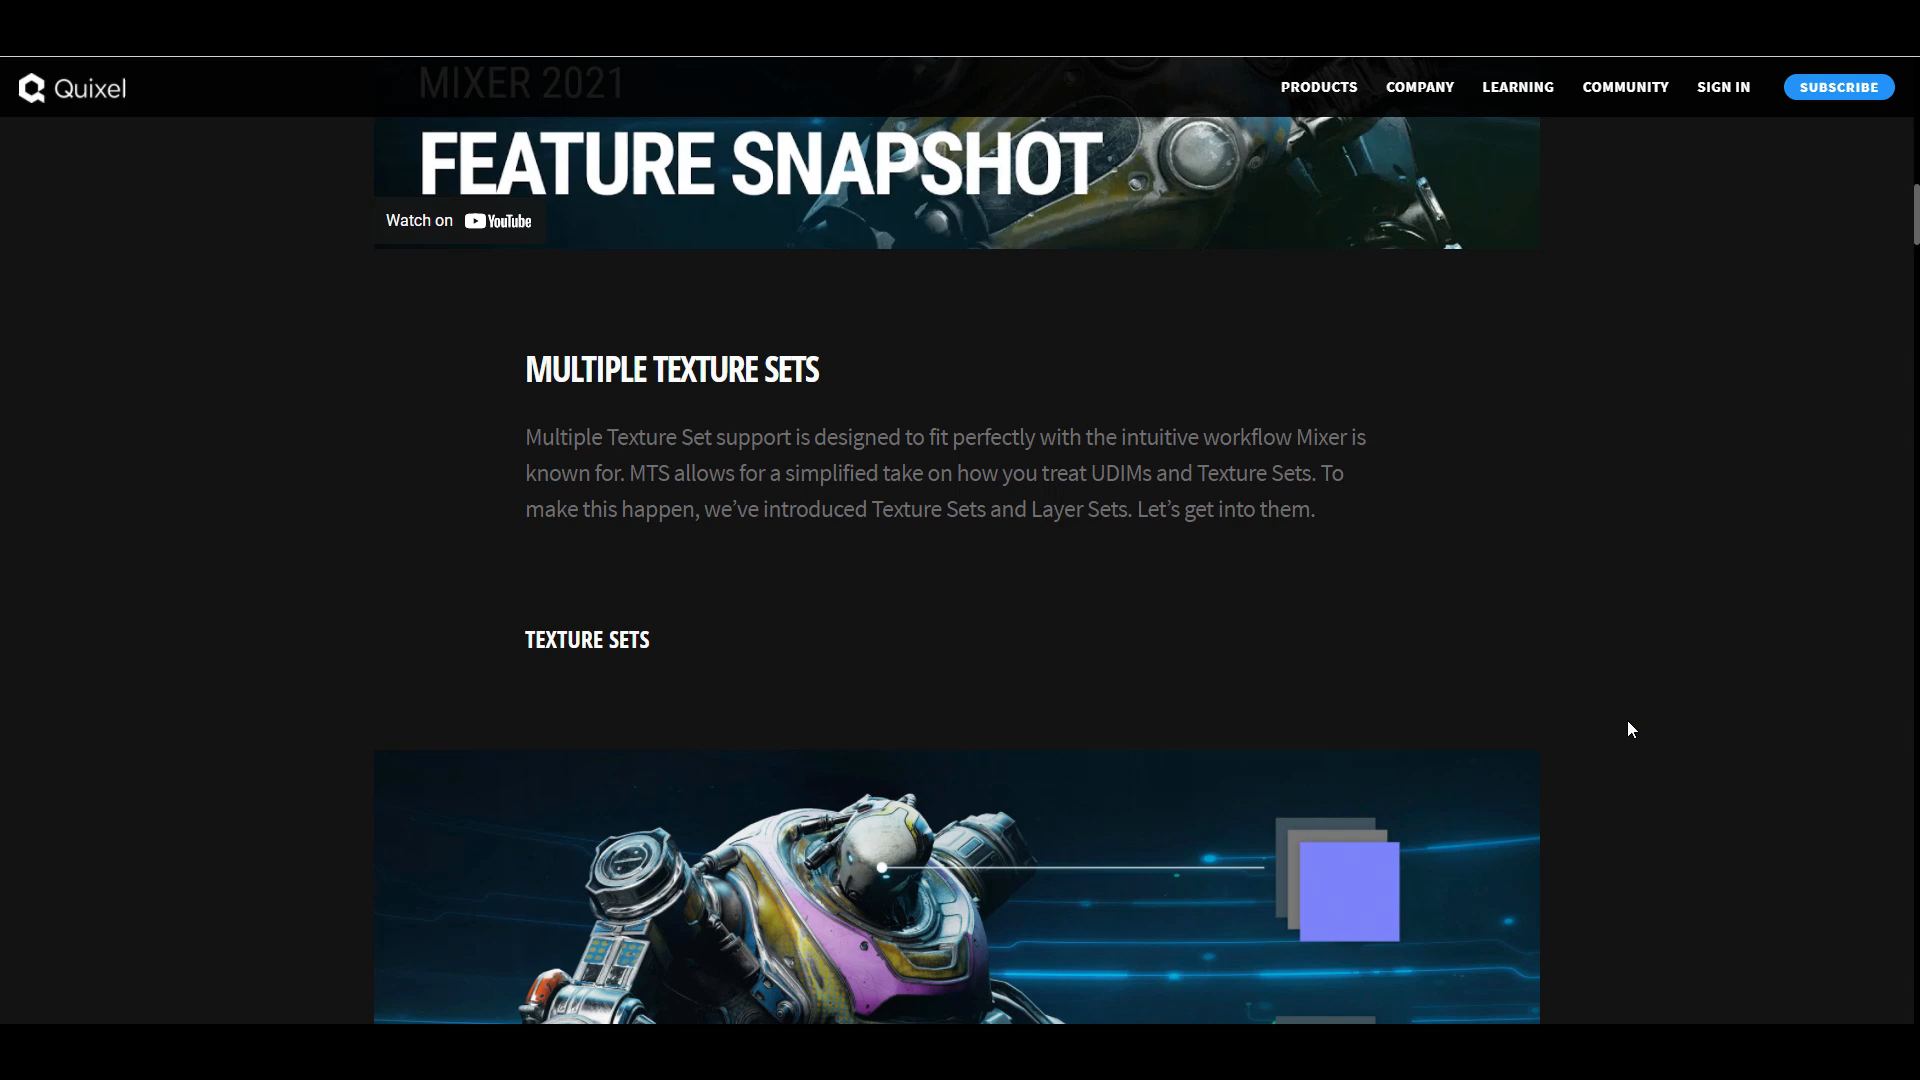 Quixel
PRODUCTS COMPANY LEARNING COMMUNITY SIGN IN SUBSCRIBE
MIXER 2021
FEATURE SNAPSHOT
Watch on YouTube
MULTIPLE TEXTURE SETS
Multiple Texture Set support is designed to fit perfectly with the intuitive workflow Mixer is
known for. MTS allows for a simplified take on how you treat UDIMs and Texture Sets. To
make this happen, we’ve introduced Texture Sets and Layer Sets. Let’s get into them.
TEXTURE SETS